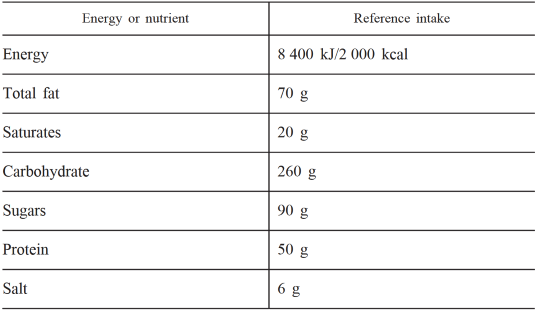 Energy or nutrient Reference intake
Energy 8 400 kJ/2 000 kcal
Total fat 70 g
Saturates 20 g
Carbohydrate 260 g
Sugars 90 g
Protein 50 g
Salt 6 g